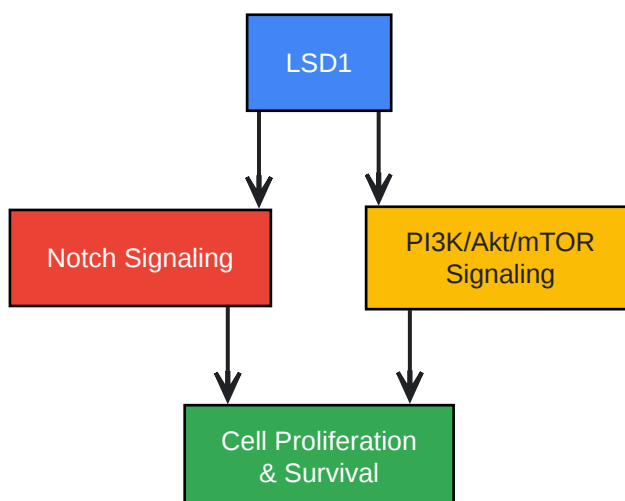 LSD1
Notch Signaling
PI3K/Akt/mTOR
Signaling
Cell Proliferation
& Survival